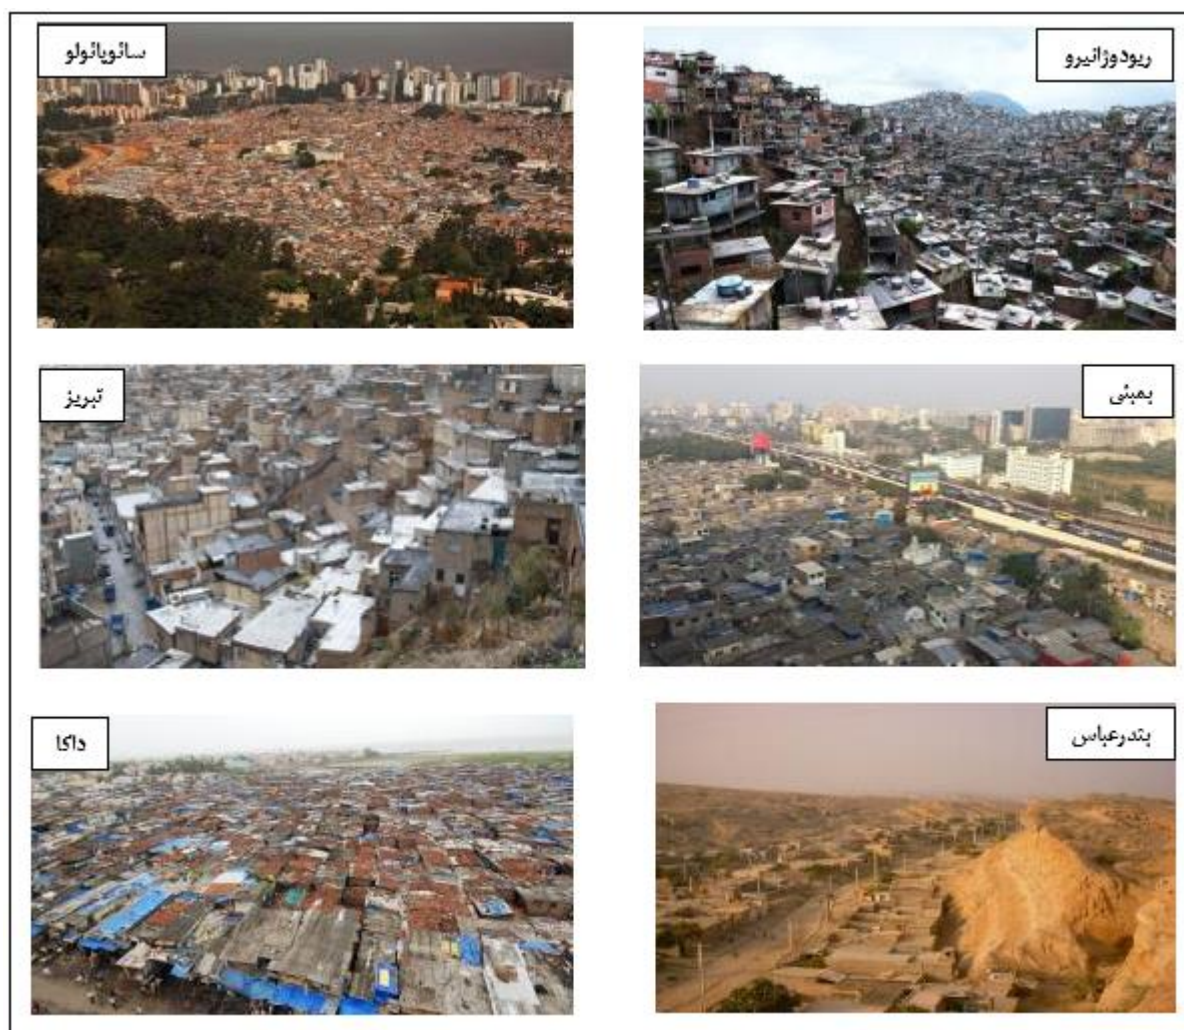 ریودوژانیرو
سائوپائولو
بمبئی
تبریز
بندرعباس
داکا